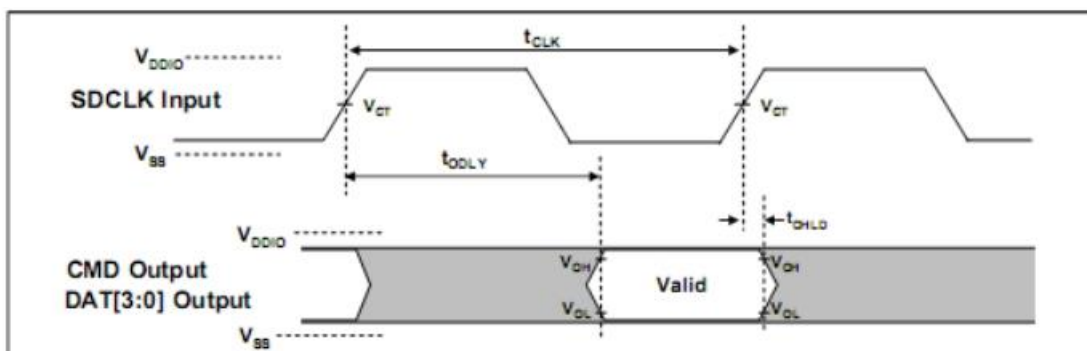 tCLK
VDDIO
SDCLK Input
VCT
VCT
VSS
tODLY
tOHLD
VDDIO
CMD Output
DAT[3:0] Output
VOH
VOL
Valid
VOH
VOL
VSS